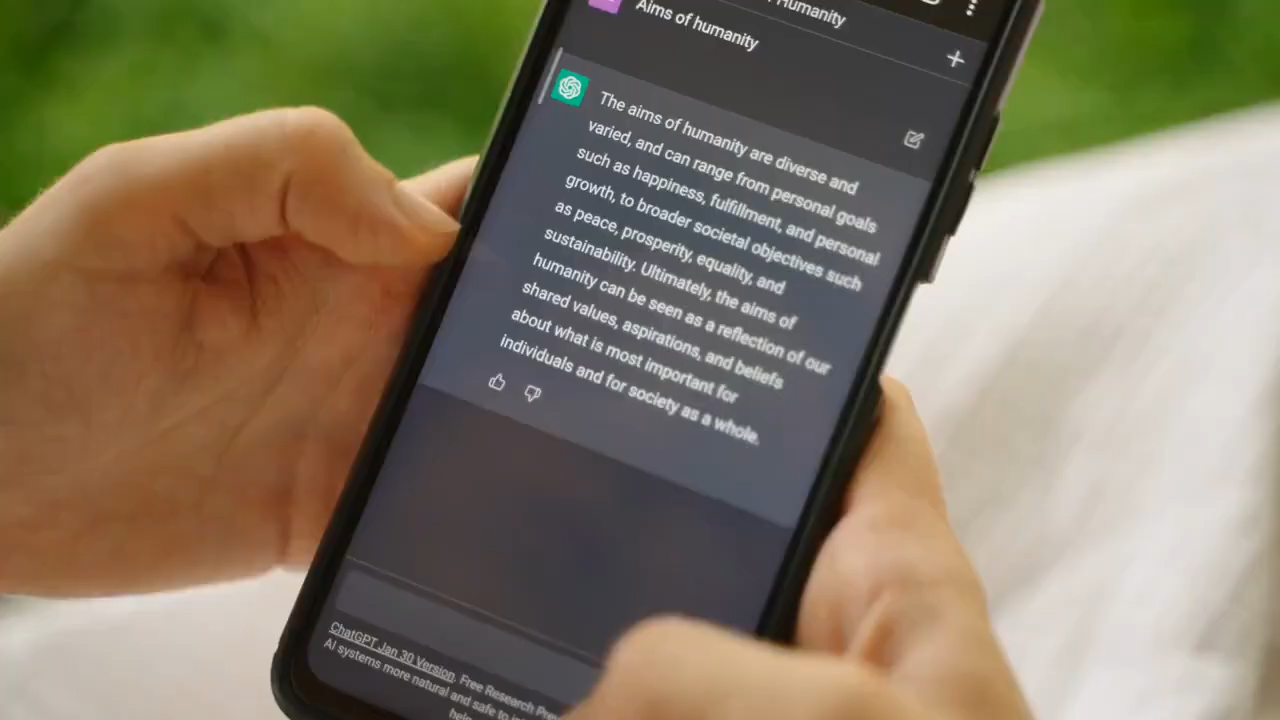 Humanity
Aims of humanity
The aims of humanity are diverse and
varied, and can range from personal goals
such as happiness, fulfillment, and personal
growth, to broader societal objectives such
as peace, prosperity, equality, and
sustainability. Ultimately, the aims of
humanity can be seen as a reflection of our
shared values, aspirations, and beliefs
about what is most important for
individuals and for society as a whole.
ChatGPT Jan 30 Version. Free Research
AI systems more natural and safe to